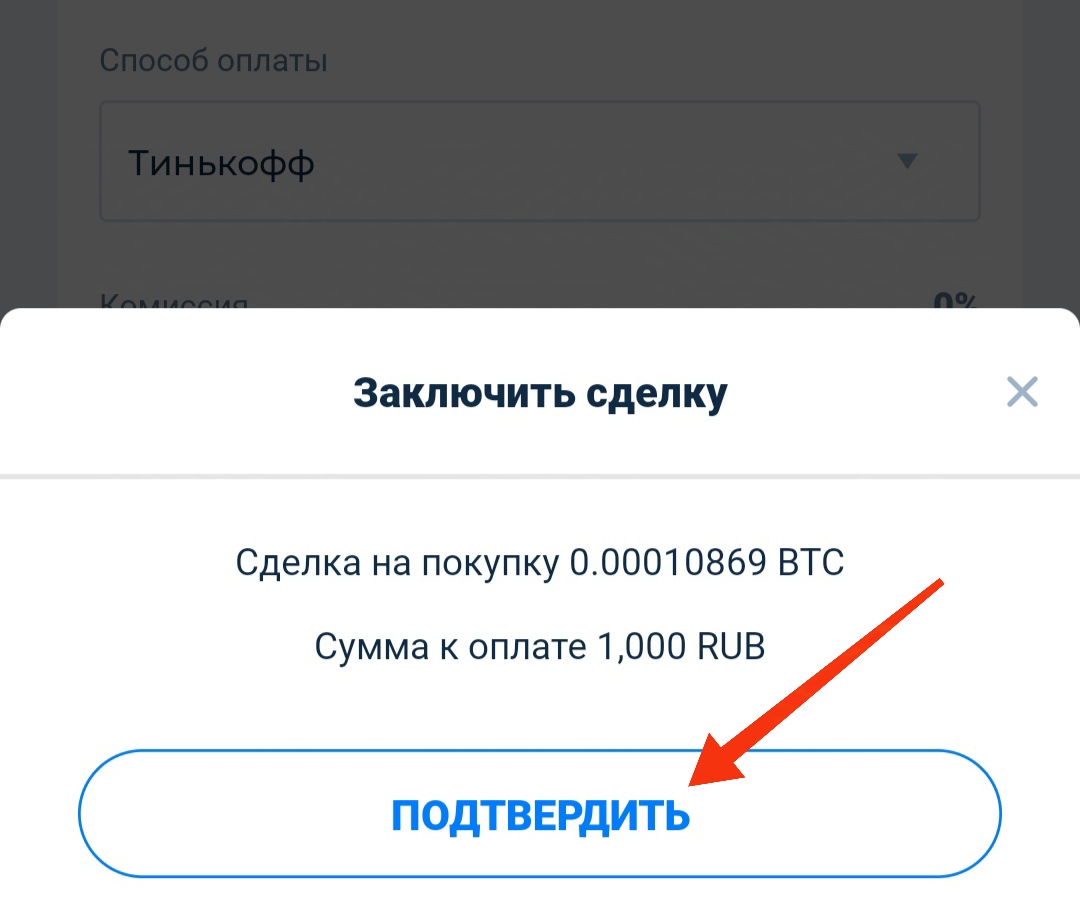 Способ оплаты
Тинькофф
Комиссия 0%
Заключить сделку
Сделка на покупку 0.00010869 BTC
Сумма к оплате 1,000 RUB
ПОДТВЕРДИТЬ